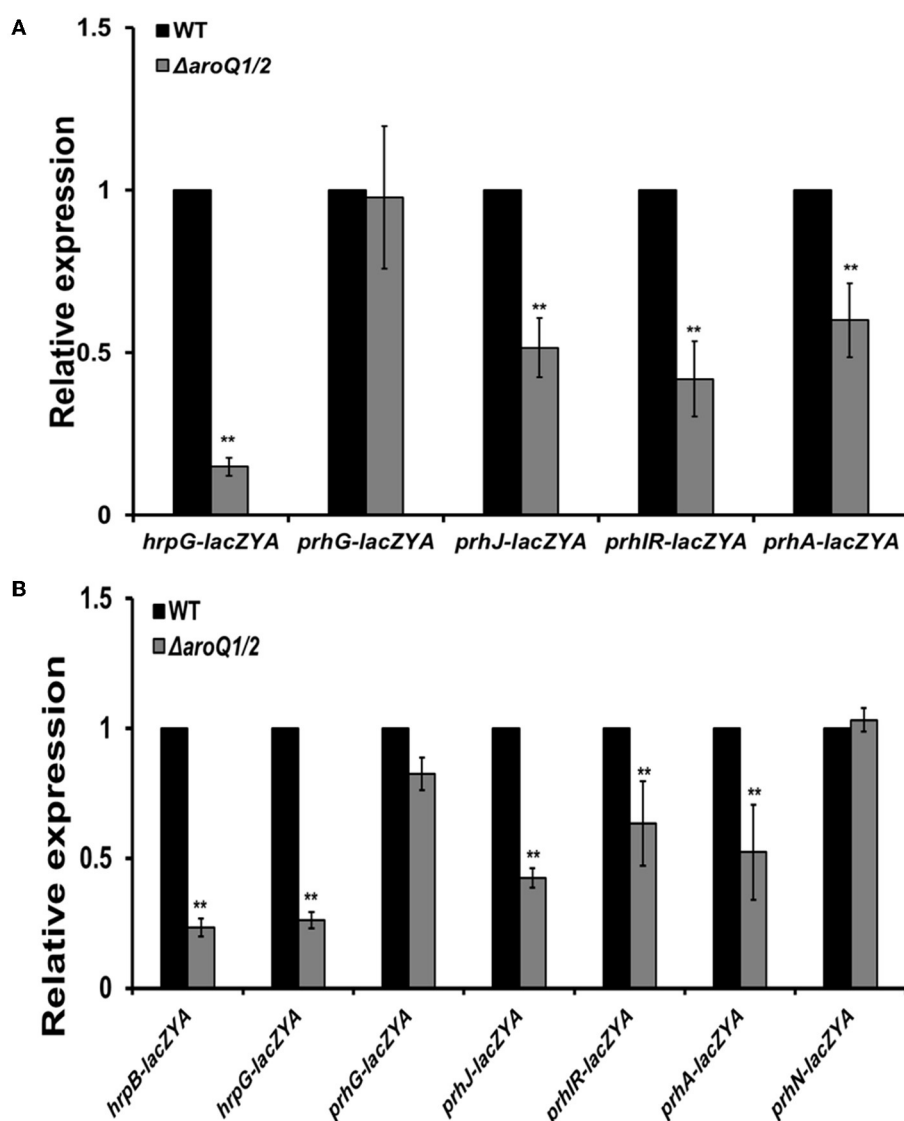 A
1.5
WT
ΔaroQ1/2
1
0.5
0
Relative expression
**
**
**
**
hrpG-lacZYA prhG-lacZYA prhJ-lacZYA prhIR-lacZYA prhA-lacZYA
B
1.5
WT
ΔaroQ1/2
1
0.5
0
Relative expression
**
**
**
**
**
hrpB-lacZYA
hrpG-lacZYA
prhG-lacZYA
prhJ-lacZYA
prhIR-lacZYA
prhA-lacZYA
prhN-lacZYA